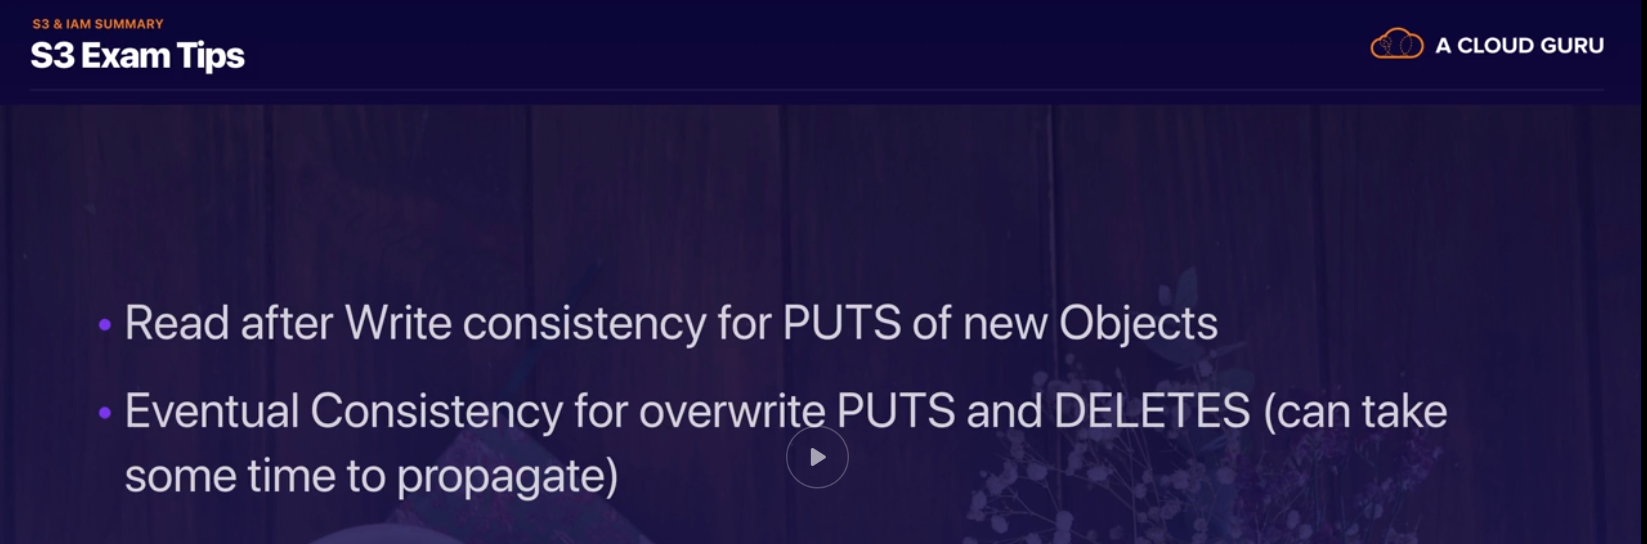 S3 & IAM SUMMARY
S3 Exam Tips
A CLOUD GURU
• Read after Write consistency for PUTS of new Objects
• Eventual Consistency for overwrite PUTS and DELETES (can take
some time to propagate)